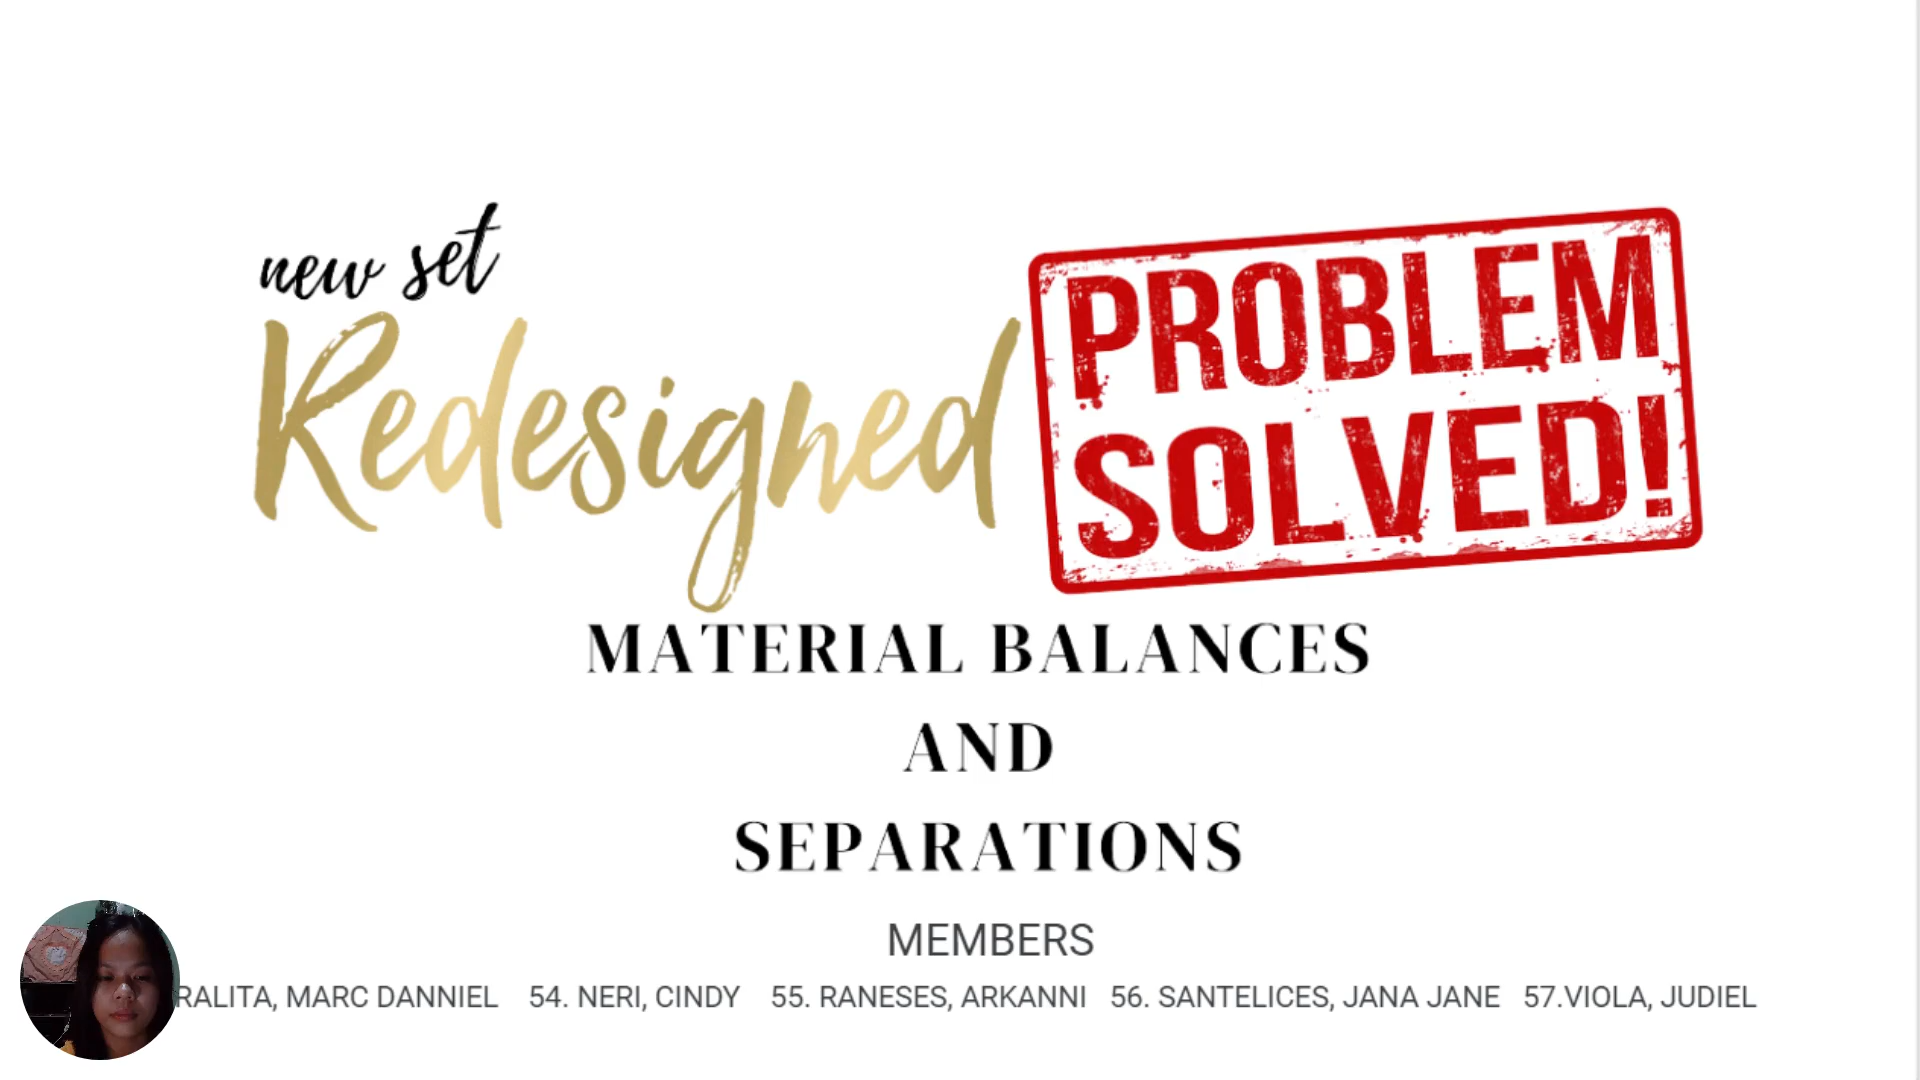 new set
Redesigned
PROBLEM
SOLVED!
MATERIAL BALANCES
AND
SEPARATIONS
MEMBERS
MARC DANNIEL 54. NERI, CINDY 55. RANESES, ARKANNI 56. SANTELICES, JANA JANE 57.VIOLA, JUDIEL